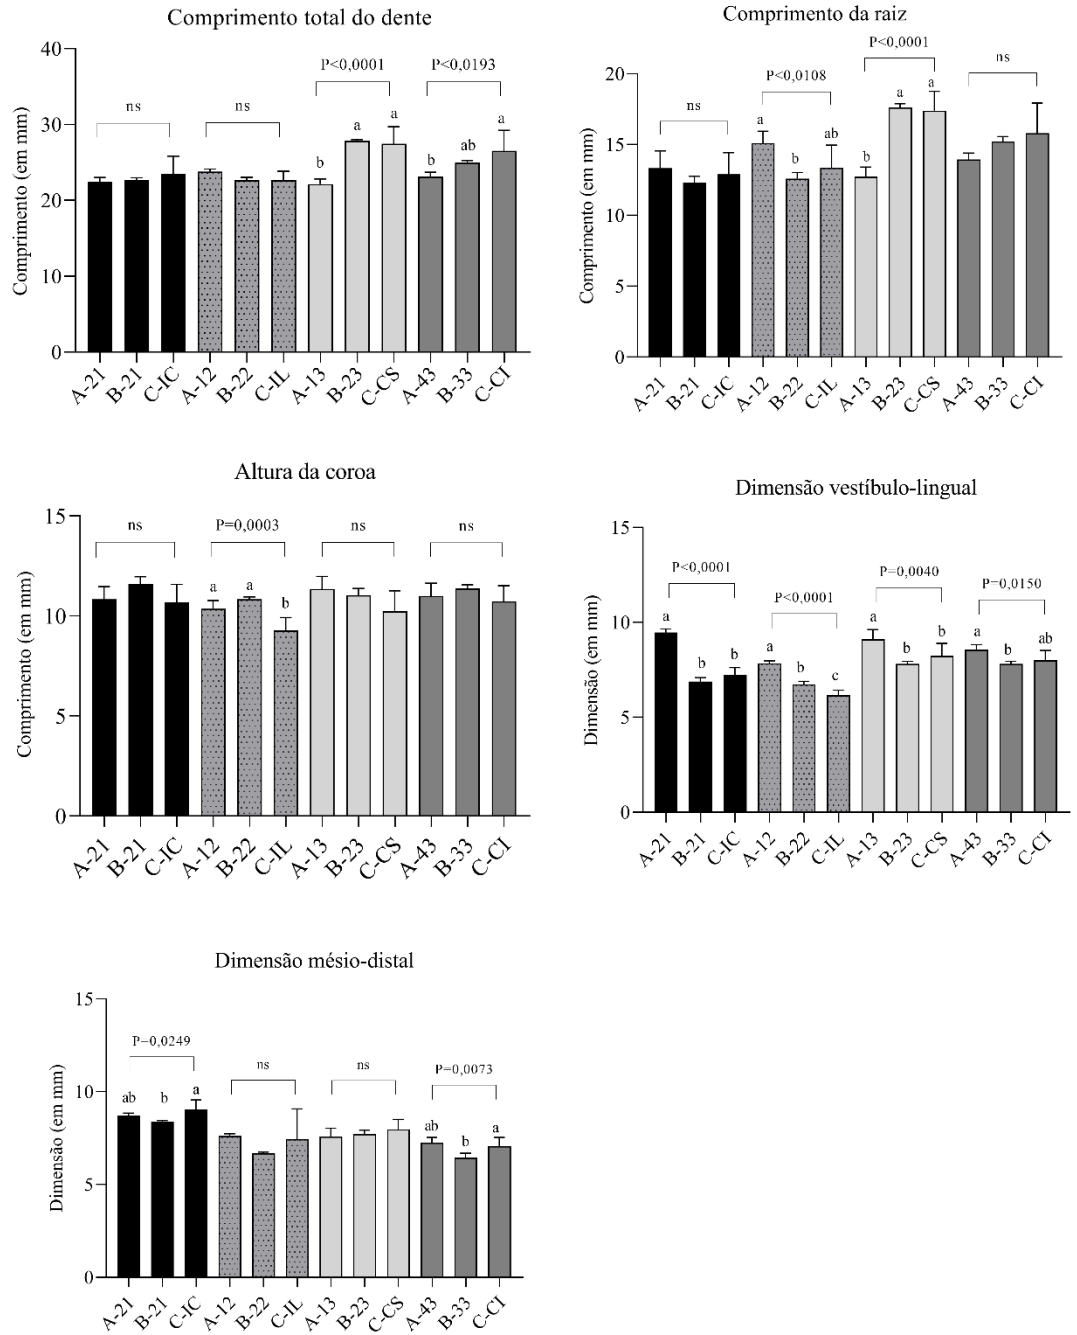 Comprimento total do dente
40
30
20
10
0
Comprimento (em mm)
ns
ns
P<0,0001
P<0,0193
b
a
a
b
ab
a
A-21
B-21
C-IC
A-12
B-22
C-IL
A-13
B-23
C-CS
A-43
B-33
C-CI
Comprimento da raiz
20
15
10
5
0
Comprimento (em mm)
ns
P<0,0108
P<0,0001
ns
a
b
ab
b
a
a
A-21
B-21
C-IC
A-12
B-22
C-IL
A-13
B-23
C-CS
A-43
B-33
C-CI
Altura da coroa
15
10
5
0
Comprimento (em mm)
ns
P=0,0003
ns
ns
a
a
b
A-21
B-21
C-IC
A-12
B-22
C-IL
A-13
B-23
C-CS
A-43
B-33
C-CI
Dimensão vestíbulo-lingual
15
10
5
0
Dimensão (em mm)
P<0,0001
P<0,0001
P=0,0040
P=0,0150
a
b
b
a
b
c
a
b
b
a
b
ab
A-21
B-21
C-IC
A-12
B-22
C-IL
A-13
B-23
C-CS
A-43
B-33
C-CI
Dimensão mésio-distal
15
10
5
0
Dimensão (em mm)
P=0,0249
ns
ns
P=0,0073
ab
b
a
ab
b
a
A-21
B-21
C-IC
A-12
B-22
C-IL
A-13
B-23
C-CS
A-43
B-33
C-CI